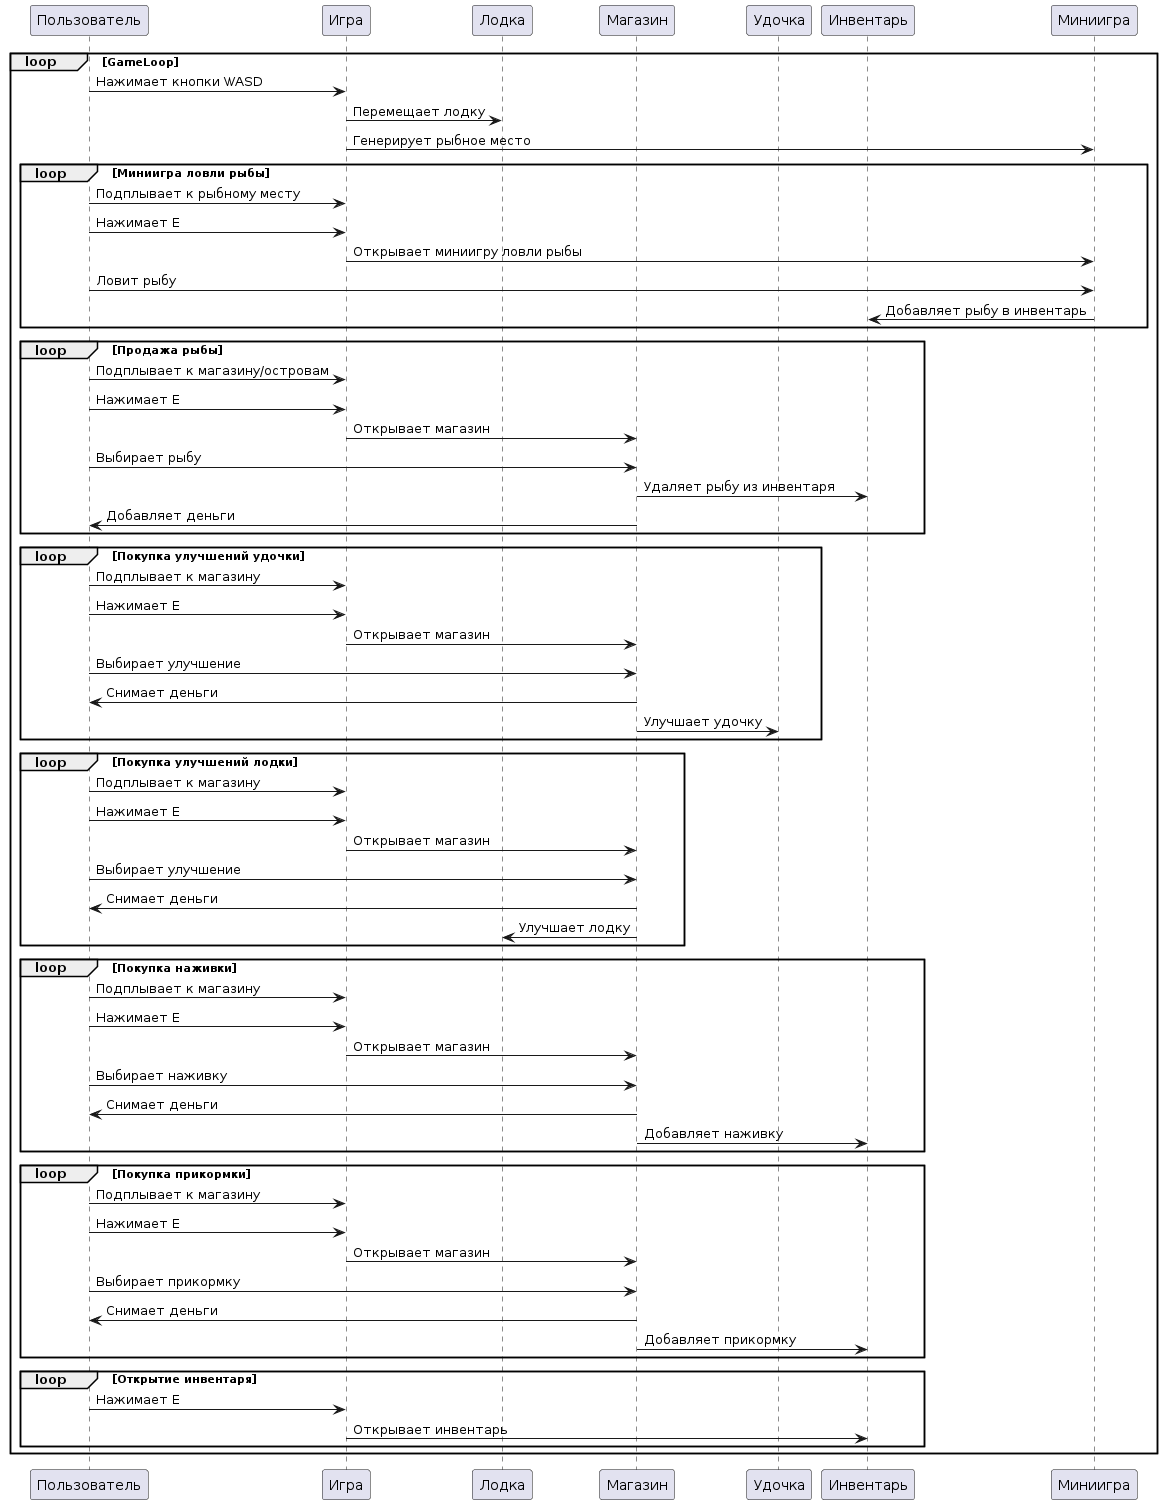 Пользователь Игра Лодка Магазин Удочка Инвентарь Миниигра
loop [GameLoop]
Нажимает кнопки WASD
Перемещает лодку
Генерирует рыбное место
loop [Миниигра ловли рыбы]
Подплывает к рыбному месту
Нажимает E
Открывает миниигру ловли рыбы
Ловит рыбу
Добавляет рыбу в инвентарь
loop [Продажа рыбы]
Подплывает к магазину/островам
Нажимает E
Открывает магазин
Выбирает рыбу
Удаляет рыбу из инвентаря
Добавляет деньги
loop [Покупка улучшений удочки]
Подплывает к магазину
Нажимает E
Открывает магазин
Выбирает улучшение
Снимает деньги
Улучшает удочку
loop [Покупка улучшений лодки]
Подплывает к магазину
Нажимает E
Открывает магазин
Выбирает улучшение
Снимает деньги
Улучшает лодку
loop [Покупка наживки]
Подплывает к магазину
Нажимает E
Открывает магазин
Выбирает наживку
Снимает деньги
Добавляет наживку
loop [Покупка прикормки]
Подплывает к магазину
Нажимает E
Открывает магазин
Выбирает прикормку
Снимает деньги
Добавляет прикормку
loop [Открытие инвентаря]
Нажимает E
Открывает инвентарь
Пользователь Игра Лодка Магазин Удочка Инвентарь Миниигра